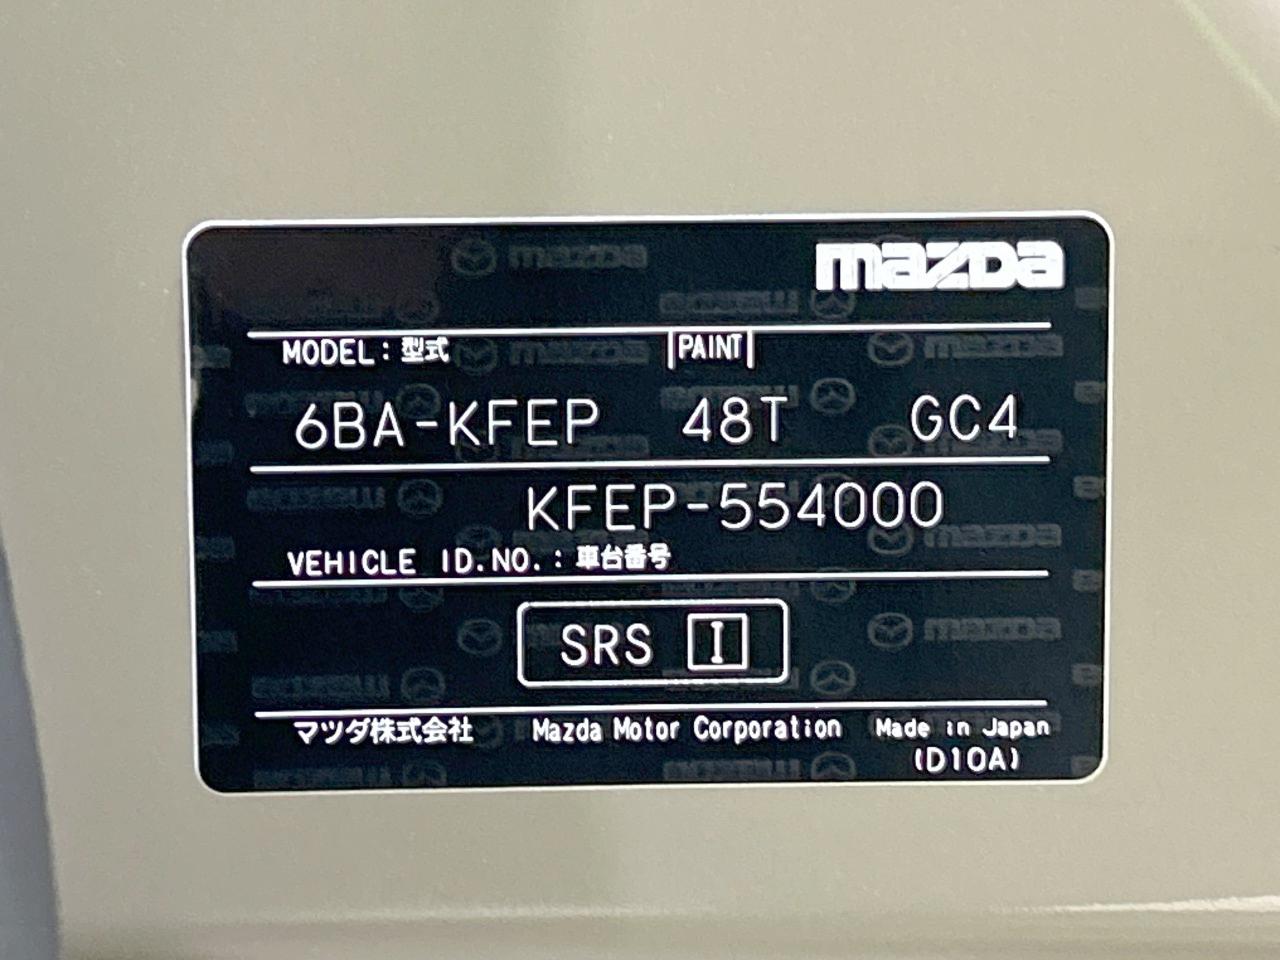 mazda
MODEL : 型式 PAINT
6BA-KFEP 48T GC4
KFEP-554000
VEHICLE ID.NO. : 車台番号
SRS I
マツダ株式会社 Mazda Motor Corporation Made in Japan
(D10A)